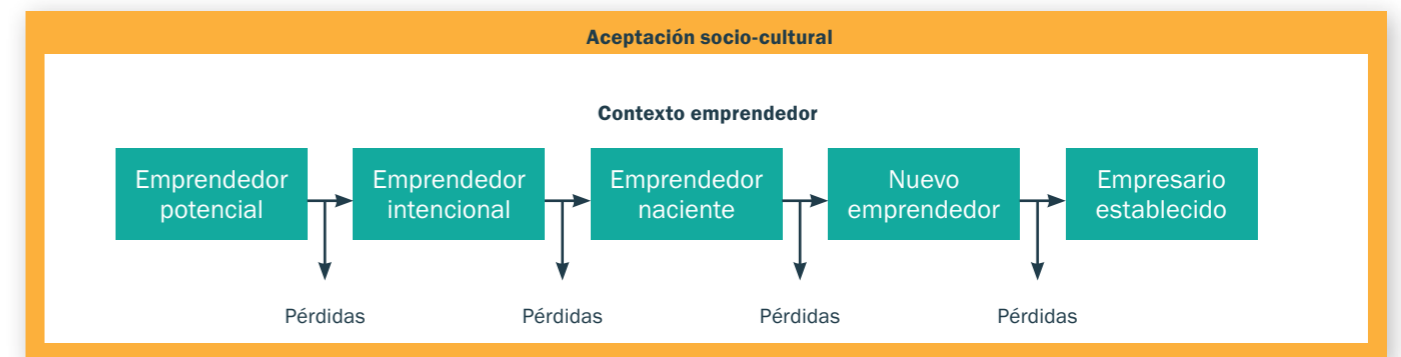 Aceptación socio-cultural
Contexto emprendedor
Emprendedor
potencial
Emprendedor
intencional
Emprendedor
naciente
Nuevo
emprendedor
Empresario
establecido
Pérdidas
Pérdidas
Pérdidas
Pérdidas